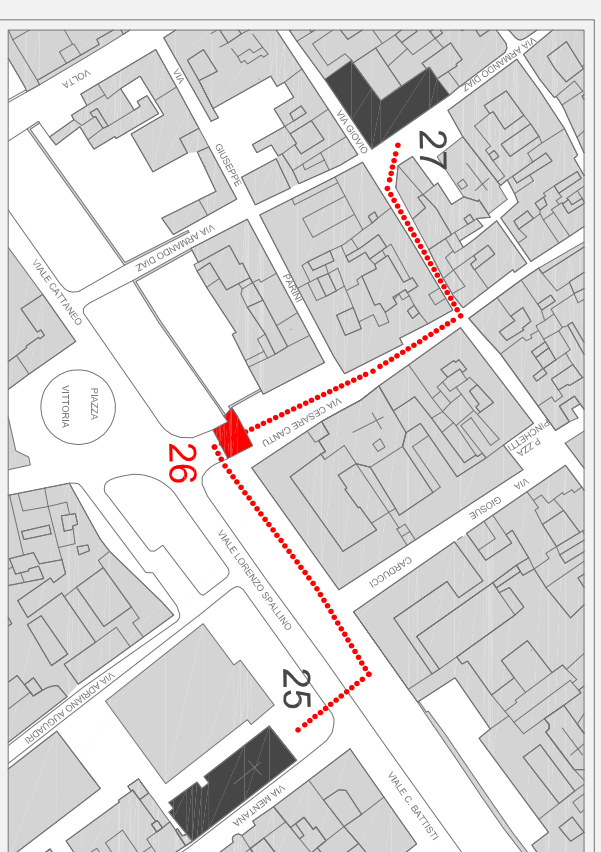 VOLTA
VIA
VIA ARMANDO DIAZ
VIA GIOVIO
27
GIUSEPPE
VIA ARMANDO DIAZ
VIALE CATTANEO
PARINI
PIAZZA
VITTORIA
VIA CESARE CANTU
26
P.ZZA
PINCHETTI
VIA
GIOSUE
CARDUCCI
VIALE LORENZO SPALLINO
25
VIA ADRIANO AUGUADRI
VIA MENTANA
VIALE C. BATTISTI